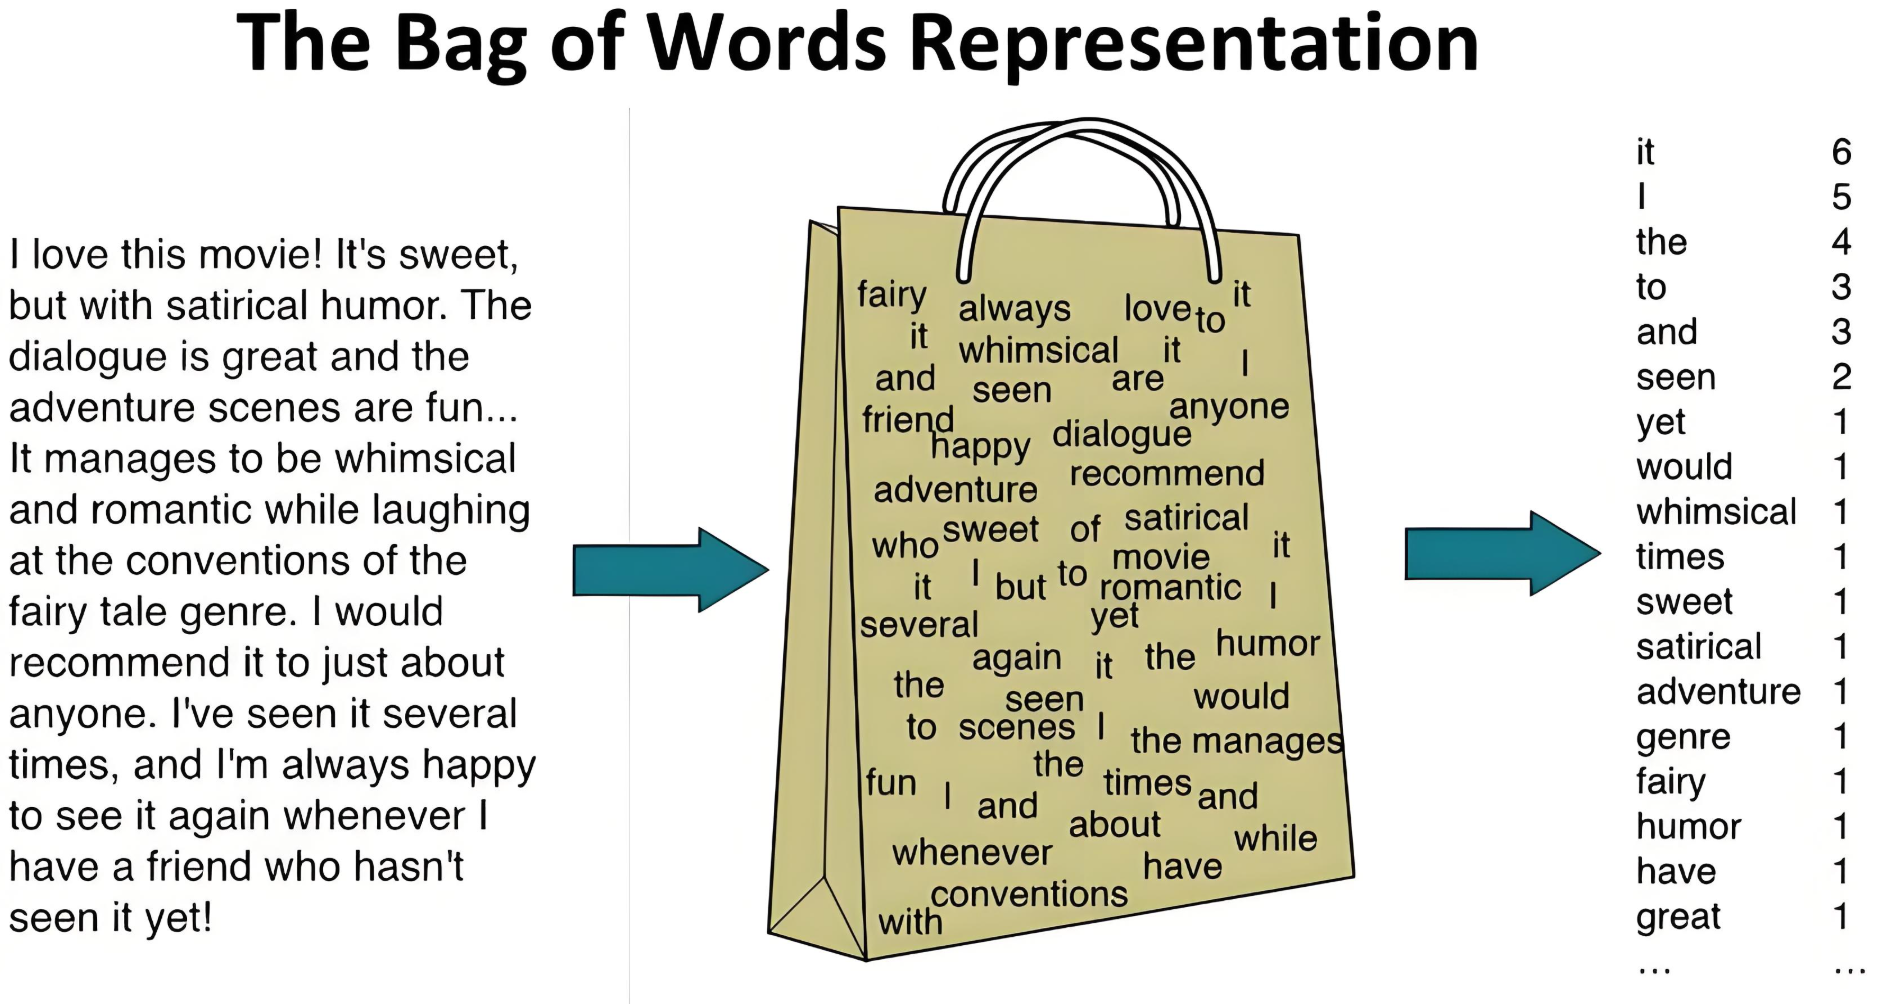 The Bag of Words Representation
I love this movie! It's sweet,
but with satirical humor. The
dialogue is great and the
adventure scenes are fun...
It manages to be whimsical
and romantic while laughing
at the conventions of the
fairy tale genre. I would
recommend it to just about
anyone. I've seen it several
times, and I'm always happy
to see it again whenever I
have a friend who hasn't
seen it yet!
fairy always love to it
it whimsical it I
and seen are
friend anyone
happy dialogue
adventure recommend
who sweet of satirical
movie it
it I but to romantic I
several yet
again it the humor
the seen would
to scenes I the manages
the
fun I and times and
about while
whenever have
conventions
with
it 6
I 5
the 4
to 3
and 3
seen 2
yet 1
would 1
whimsical 1
times 1
sweet 1
satirical 1
adventure 1
genre 1
fairy 1
humor 1
have 1
great 1
... ...